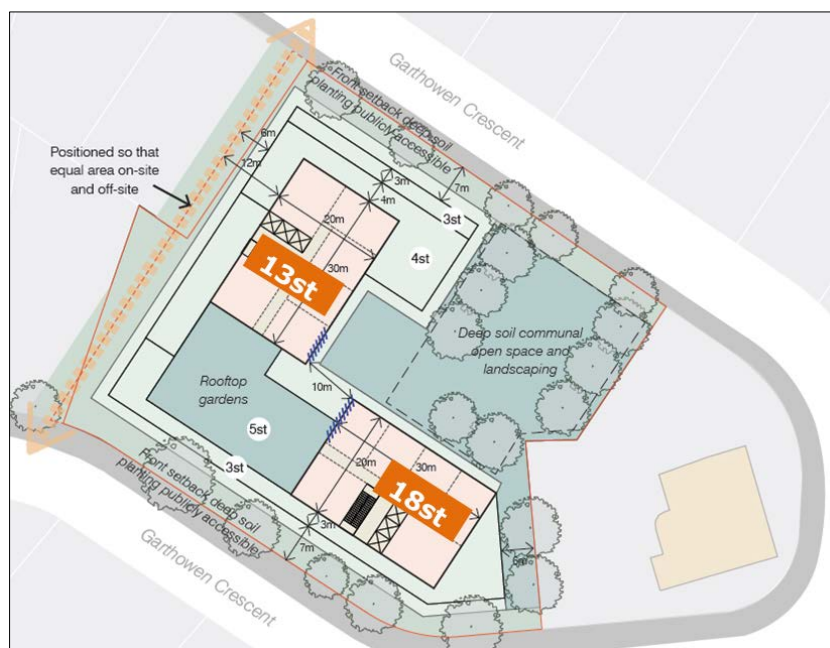 Garthowen Crescent
Front setback deep soil
planting publicly accessible
Positioned so that
equal area on-site
and off-site
6m
12m
3m
4m
7m
3st
20m
4st
30m
13st
Deep soil communal
open space and
landscaping
Rooftop
gardens
10m
5st
3st
20m
30m
18st
Front setback deep soil
planting publicly accessible
3m
7m
Garthowen Crescent